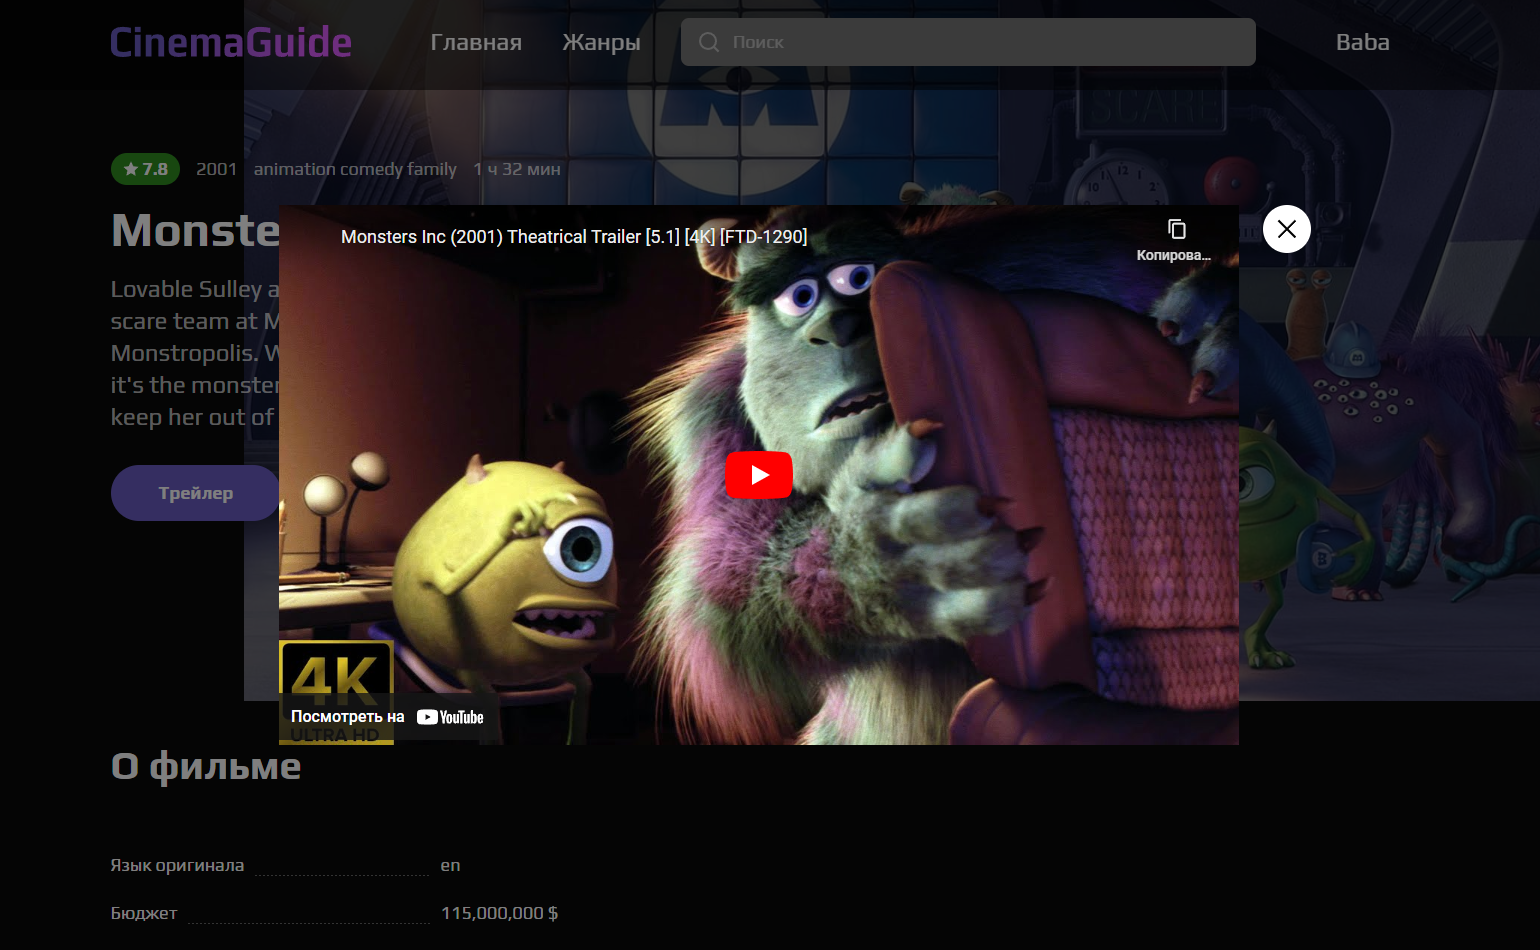 CinemaGuide
Главная
Жанры
Поиск
Baba
SCARE
7.8
2001
animation comedy family
1 ч 32 мин
Monste
Monsters Inc (2001) Theatrical Trailer [5.1] [4K] [FTD-1290]
Копирова...
Lovable Sulley a
scare team at M
Monstropolis. W
it's the monster
keep her out of
Трейлер
4K
ULTRA HD
Посмотреть на YouTube
О фильме
Язык оригинала
en
Бюджет
115,000,000 $